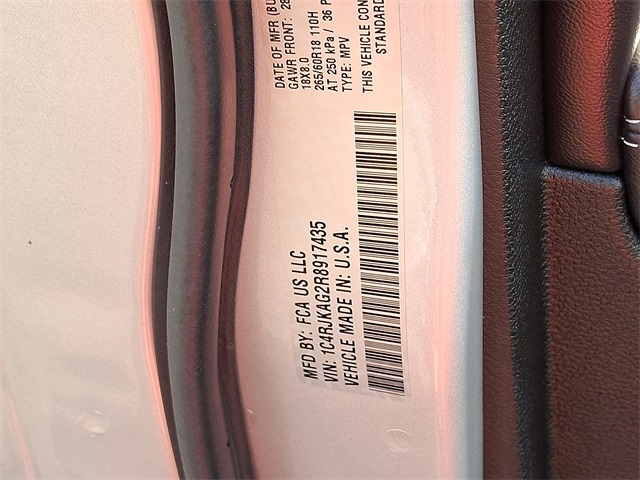 MFD BY: FCA US LLC
VIN: 1C4RJKAG2R8917435
VEHICLE MADE IN: U.S.A.
DATE OF MFR
GAWR FRONT:
18X8.0
265/60R18 110H
AT 250 kPa / 36 P
TYPE: MPV
THIS VEHICLE CON
STANDARD